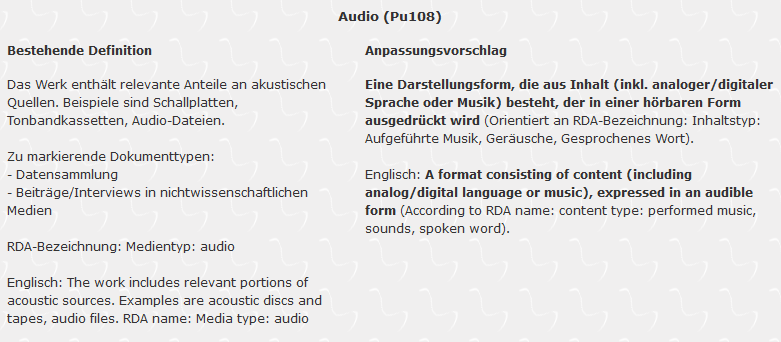 Audio (Pu108)
Bestehende Definition
Das Werk enthält relevante Anteile an akustischen
Quellen. Beispiele sind Schallplatten,
Tonbandkassetten, Audio-Dateien.
Zu markierende Dokumenttypen:
- Datensammlung
- Beiträge/Interviews in nichtwissenschaftlichen
Medien
RDA-Bezeichnung: Medientyp: audio
Englisch: The work includes relevant portions of
acoustic sources. Examples are acoustic discs and
tapes, audio files. RDA name: Media type: audio
Anpassungsvorschlag
Eine Darstellungsform, die aus Inhalt (inkl. analoger/digitaler
Sprache oder Musik) besteht, der in einer hörbaren Form
ausgedrückt wird (Orientiert an RDA-Bezeichnung: Inhaltstyp:
Aufgeführte Musik, Geräusche, Gesprochenes Wort).
Englisch: A format consisting of content (including
analog/digital language or music), expressed in an audible
form (According to RDA name: content type: performed music,
sounds, spoken word).